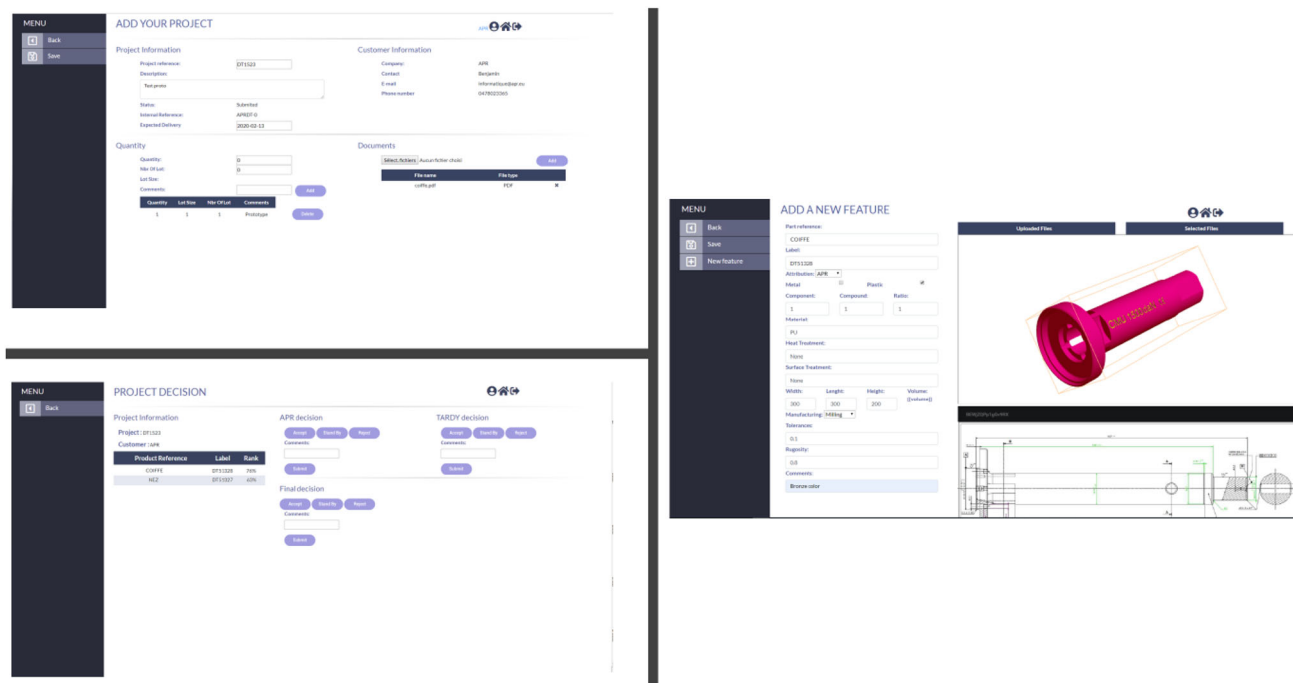 MENU
Back
Save
ADD YOUR PROJECT
APR
Project Information
Project reference: DT1523
Description:
Test proto
Status: Submited
Internal Reference: APRDT-0
Expected Delivery 2020-02-13
Customer Information
Company: APR
Contact Benjamin
E-mail informatique@apr.eu
Phone number 0478023565
Quantity
Quantity: 0
Nbr Of Lot: 0
Lot Size:
Comments: Add
Quantity Lot Size Nbr Of Lot Comments
1 1 1 Prototype Delete
Documents
Select. fichiers Aucun fichier choisi Add
File name File type
coiffe.pdf PDF
MENU
Back
PROJECT DECISION
Project Information
Project : DT1523
Customer : APR
Product Reference Label Rank
COIFFE DT51328 76%
NEZ DT51327 63%
APR decision
Accept Stand By Reject
Comments:
Submit
TARDY decision
Accept Stand By Reject
Comments:
Submit
Final decision
Accept Stand By Reject
Comments:
Submit
MENU
Back
Save
New feature
ADD A NEW FEATURE
Part reference:
COIFFE
Label:
DT51328
Attribution: APR
Metal Plastic
Component: Compound: Ratio:
1 1 1
Material:
PU
Heat Treatment:
None
Surface Treatment:
None
Width: Lenght: Height: Volume:
300 300 200 {{volume}}
Manufacturing: Milling
Tolerances:
0.1
Rugosity:
0.8
Comments:
Bronze color
Uploaded Files Selected Files